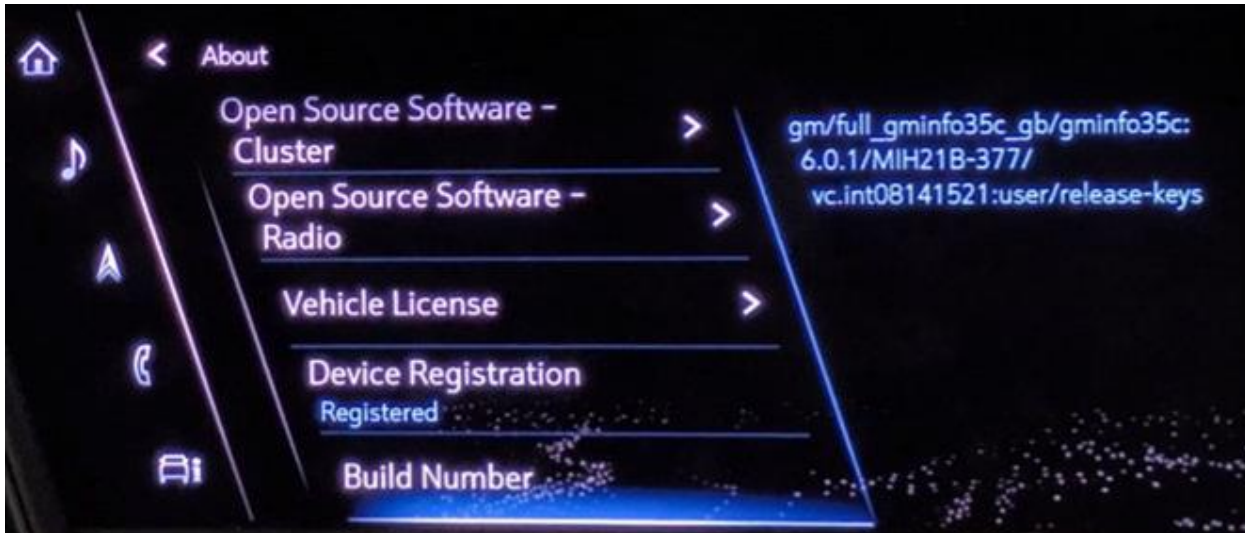 About
Open Source Software –
Cluster
Open Source Software –
Radio
Vehicle License
Device Registration
Registered
Build Number
gm/full_gminfo35c_gb/gminfo35c:
6.0.1/MIH21B-377/
vc.int08141521:user/release-keys